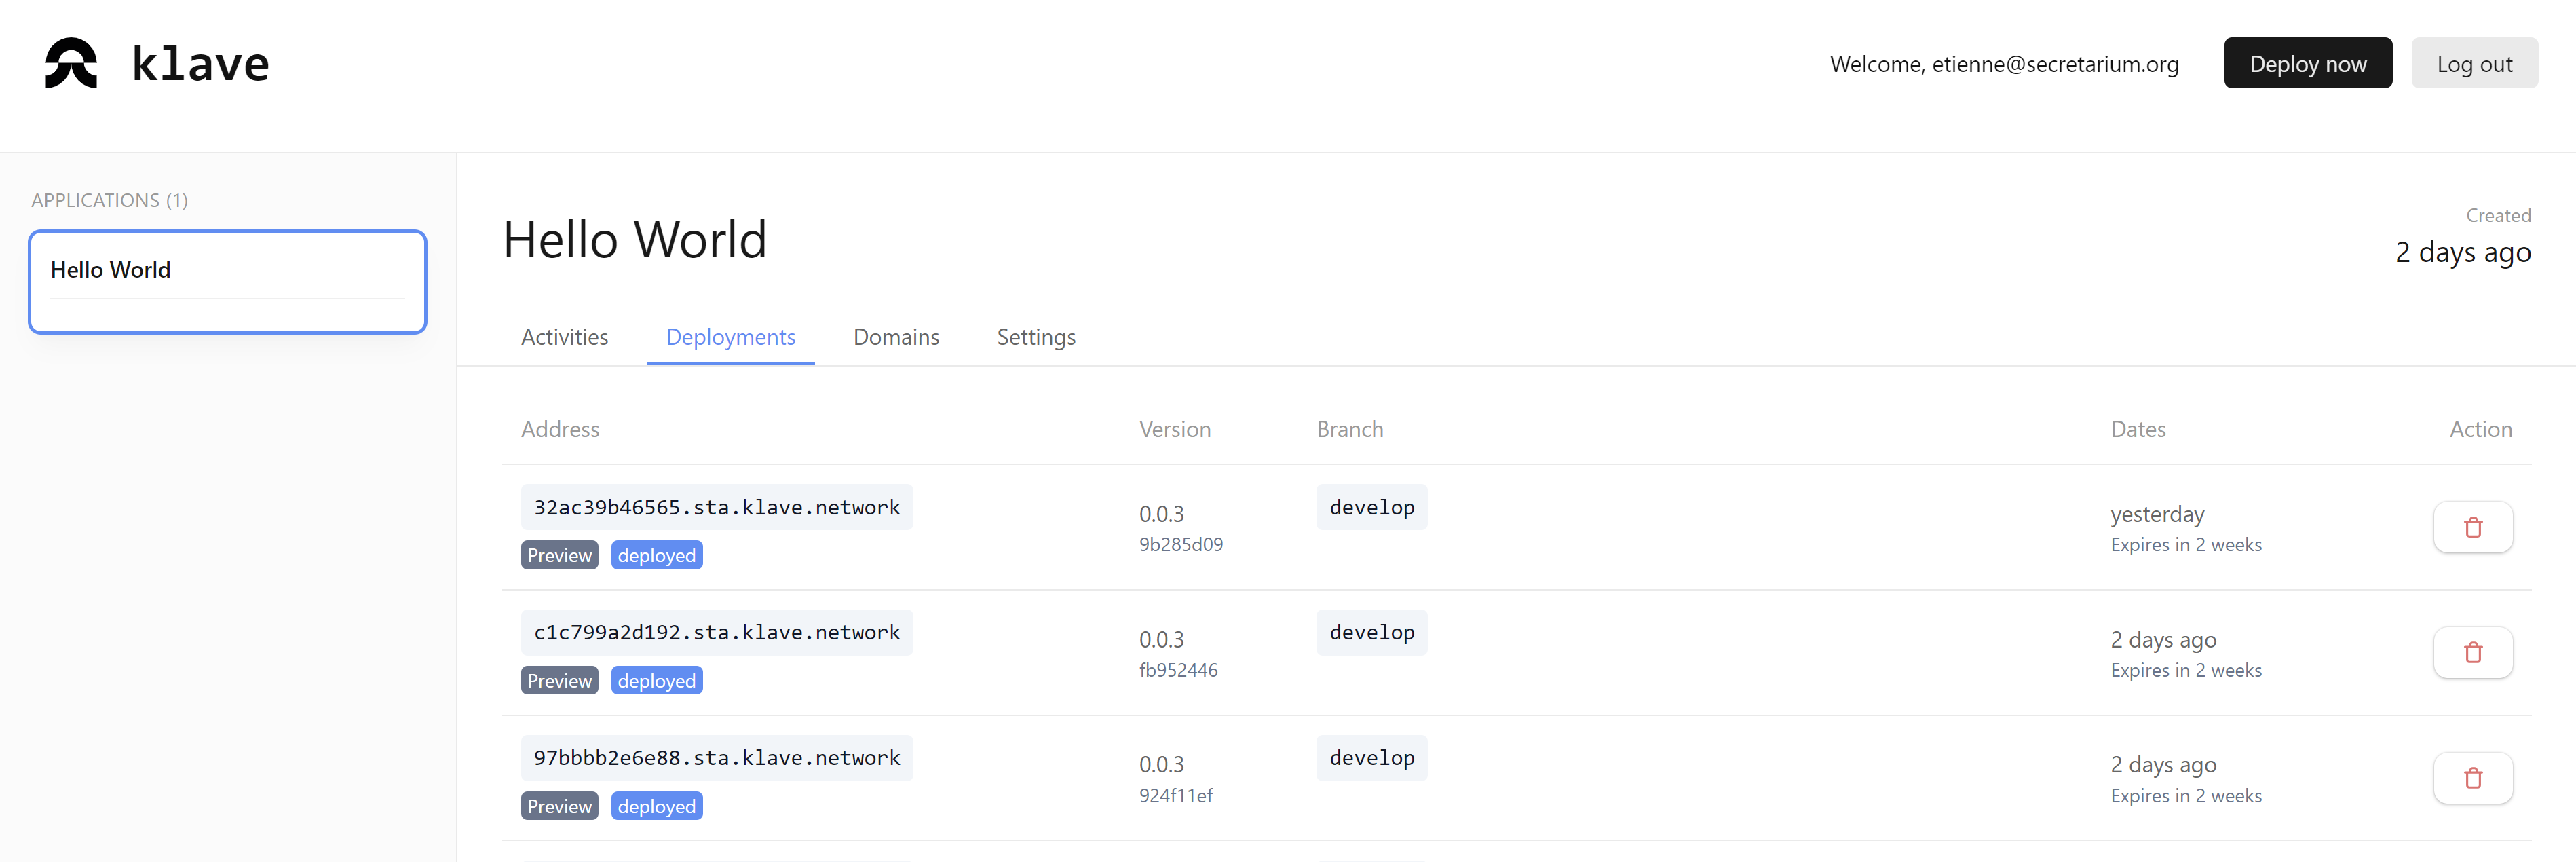 klave
Welcome, etienne@secretarium.org
Deploy now
Log out
APPLICATIONS (1)
Hello World
Hello World
Created
2 days ago
Activities
Deployments
Domains
Settings
Address
Version
Branch
Dates
Action
32ac39b46565.sta.klave.network
Preview deployed
0.0.3
9b285d09
develop
yesterday
Expires in 2 weeks
c1c799a2d192.sta.klave.network
Preview deployed
0.0.3
fb952446
develop
2 days ago
Expires in 2 weeks
97bbbb2e6e88.sta.klave.network
Preview deployed
0.0.3
924f11ef
develop
2 days ago
Expires in 2 weeks